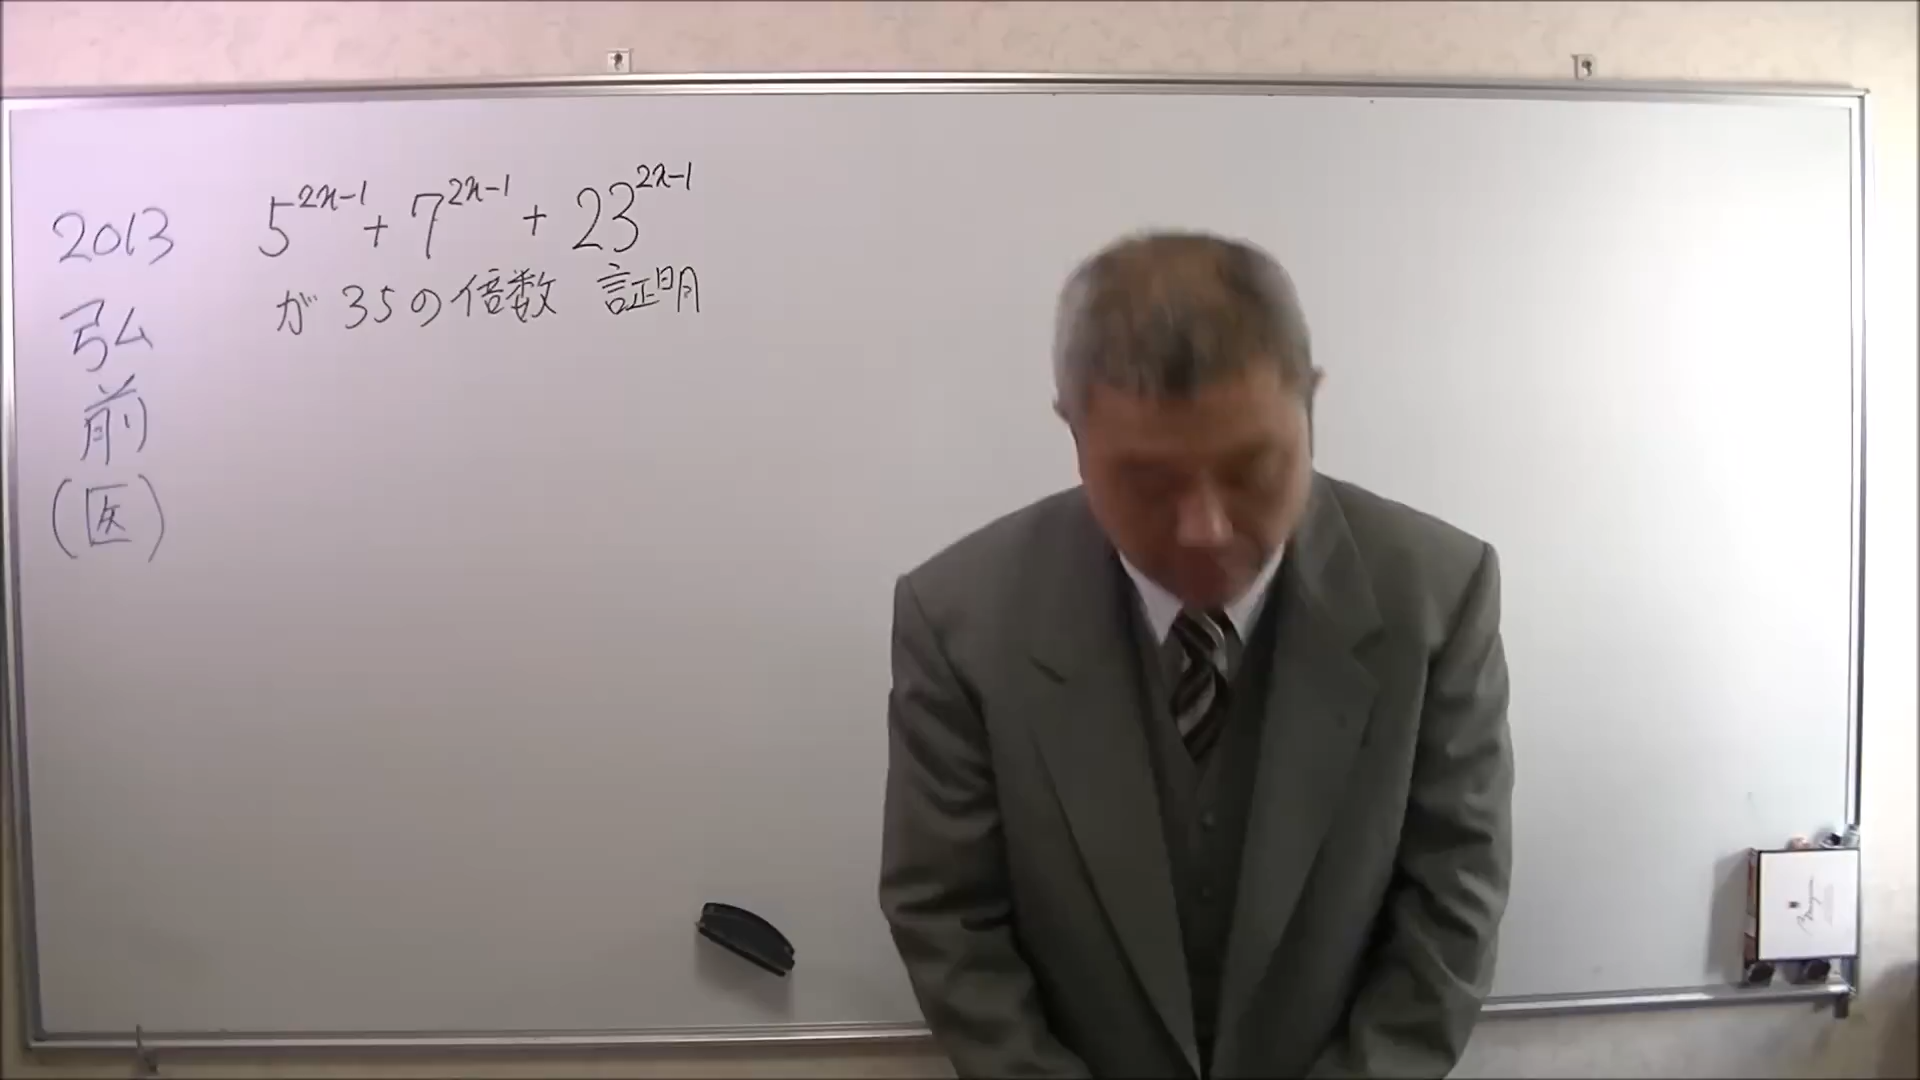 2013
弘
前
(医)
5^{2n-1} + 7^{2n-1} + 23^{2n-1}
が 35の倍数 証明